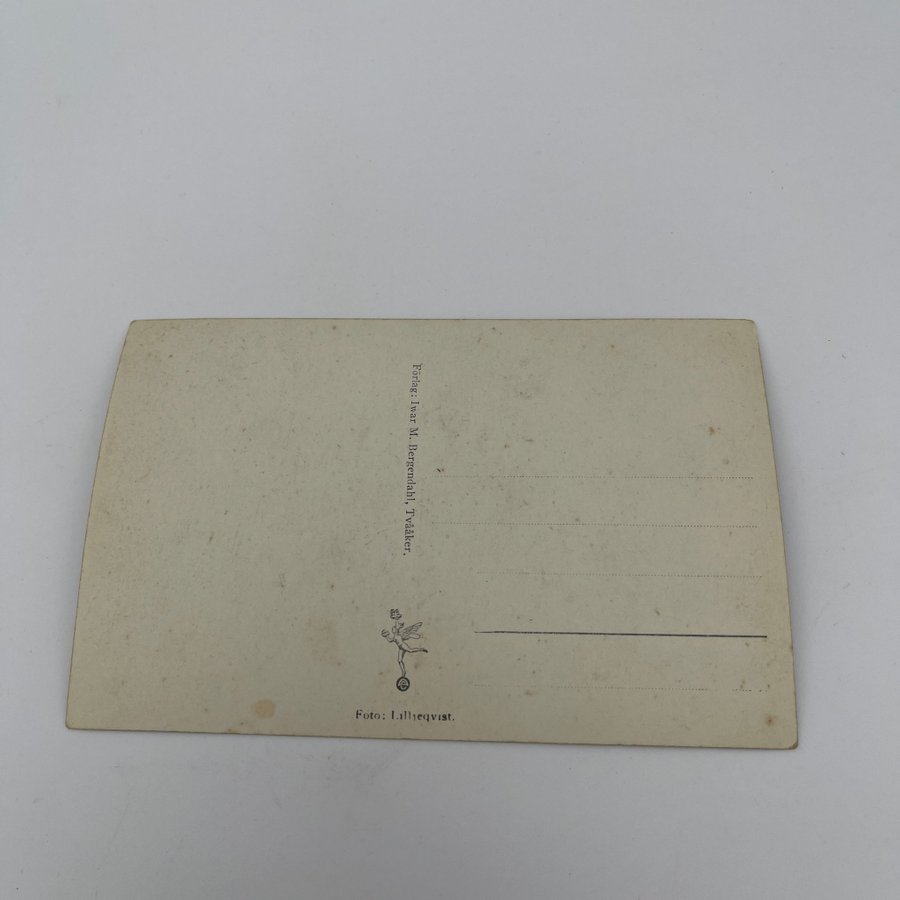 Förlag: Iwar M. Bergendahl, Tvååker.
Foto: Lilljeqvist.